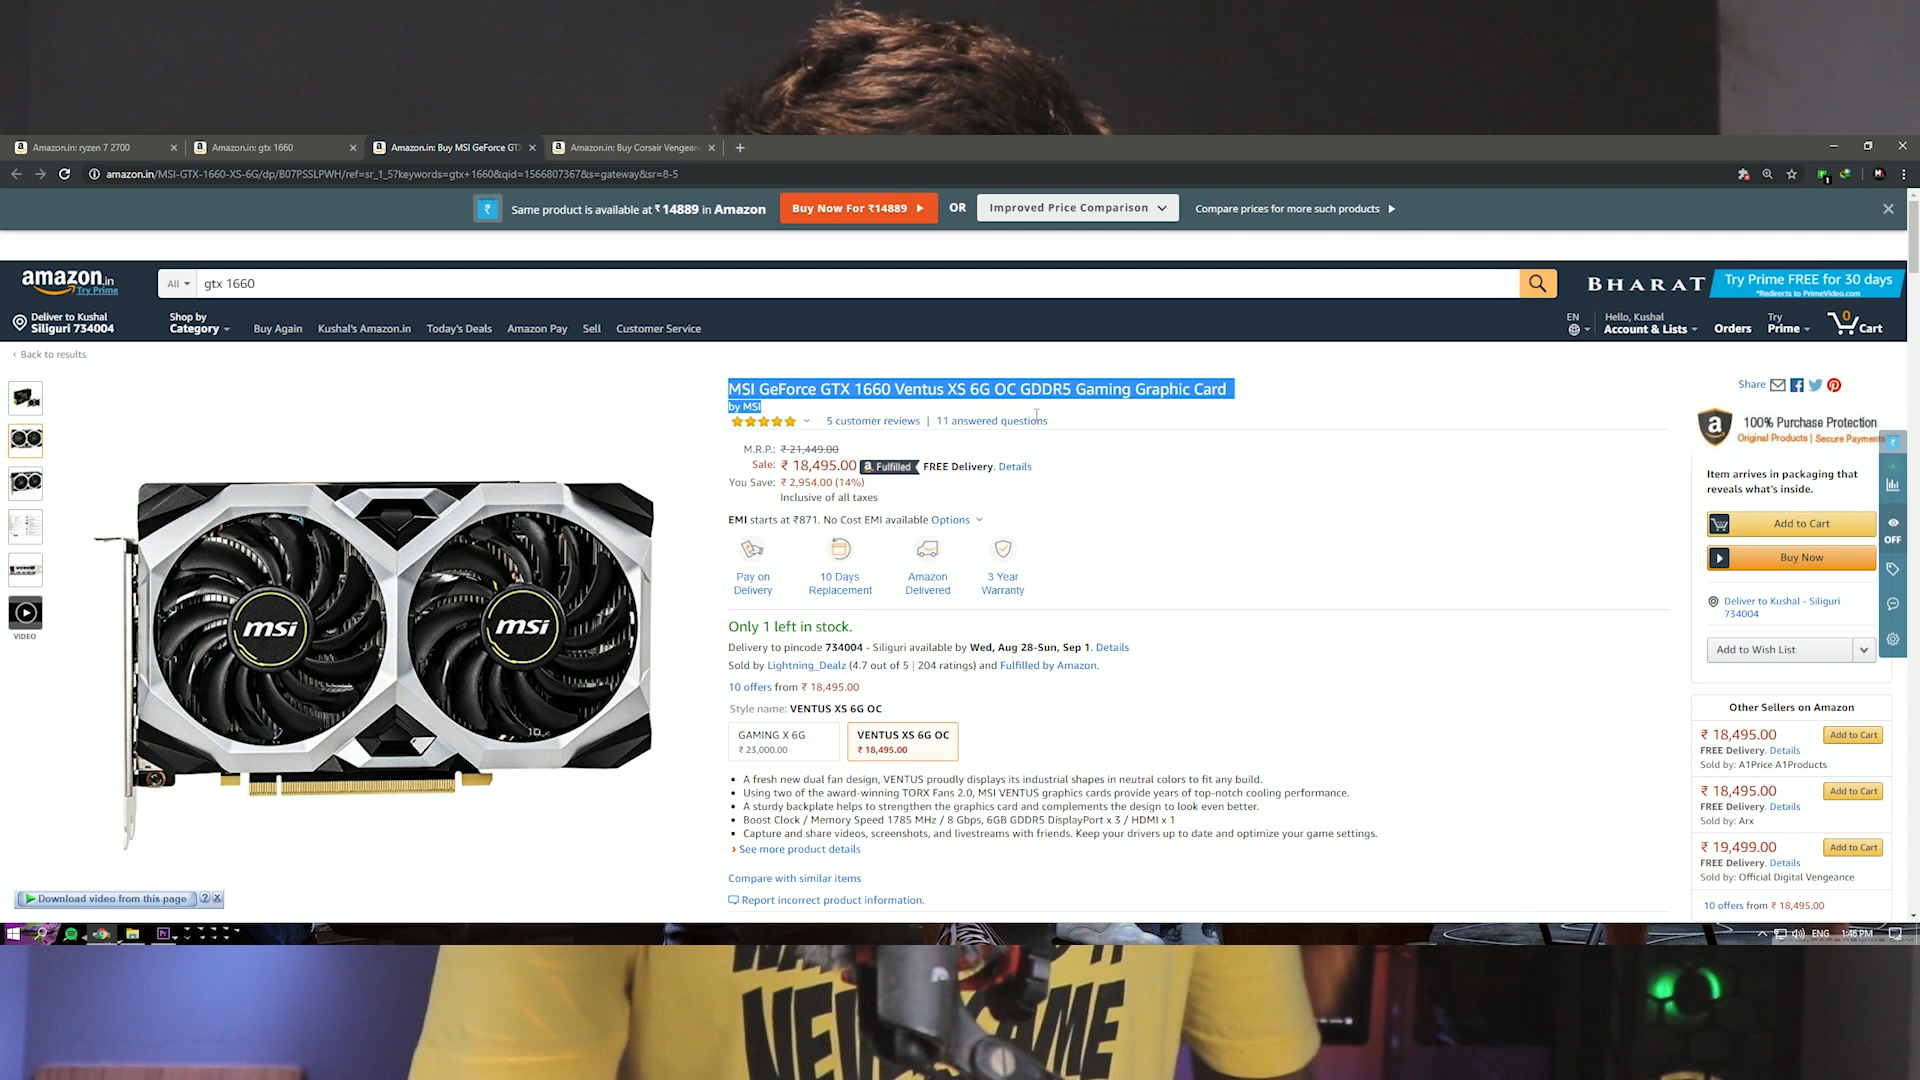 Amazon.in: ryzen 7 2700
Amazon.in: gtx 1660
Amazon.in: Buy MSI GeForce GT
Amazon.in: Buy Corsair Vengean
amazon.in/MSI-GTX-1660-XS-6G/dp/B07PSSLPWH/ref=sr_1_5?keywords=gtx+1660&qid=1566807367&s=gateway&sr=8-5
Same product is available at ₹ 14889 in Amazon
Buy Now For ₹14889
OR
Improved Price Comparison
Compare prices for more such products
amazon.in
Try Prime
All
gtx 1660
BHARAT
Try Prime FREE for 30 days
*Redirects to PrimeVideo.com
Deliver to Kushal
Siliguri 734004
Shop by
Category
Buy Again
Kushal's Amazon.in
Today's Deals
Amazon Pay
Sell
Customer Service
EN
Hello, Kushal
Account & Lists
Orders
Try
Prime
0
Cart
‹ Back to results
MSI GeForce GTX 1660 Ventus XS 6G OC GDDR5 Gaming Graphic Card
by MSI
5 customer reviews | 11 answered questions
M.R.P.: ₹ 21,449.00
Sale: ₹ 18,495.00 a Fulfilled FREE Delivery. Details
You Save: ₹ 2,954.00 (14%)
Inclusive of all taxes
EMI starts at ₹871. No Cost EMI available Options
Pay on
Delivery
10 Days
Replacement
Amazon
Delivered
3 Year
Warranty
Only 1 left in stock.
Delivery to pincode 734004 - Siliguri available by Wed, Aug 28-Sun, Sep 1. Details
Sold by Lightning_Dealz (4.7 out of 5 | 204 ratings) and Fulfilled by Amazon.
10 offers from ₹ 18,495.00
Style name: VENTUS XS 6G OC
GAMING X 6G
₹ 23,000.00
VENTUS XS 6G OC
₹ 18,495.00
• A fresh new dual fan design, VENTUS proudly displays its industrial shapes in neutral colors to fit any build.
• Using two of the award-winning TORX Fans 2.0, MSI VENTUS graphics cards provide years of top-notch cooling performance.
• A sturdy backplate helps to strengthen the graphics card and complements the design to look even better.
• Boost Clock / Memory Speed 1785 MHz / 8 Gbps, 6GB GDDR5 DisplayPort x 3 / HDMI x 1
• Capture and share videos, screenshots, and livestreams with friends. Keep your drivers up to date and optimize your game settings.
› See more product details
Compare with similar items
Report incorrect product information.
VIDEO
msi
msi
Download video from this page
?
X
Share
100% Purchase Protection
Original Products | Secure Payments
Item arrives in packaging that
reveals what's inside.
Add to Cart
Buy Now
Deliver to Kushal - Siliguri
734004
Add to Wish List
OFF
Other Sellers on Amazon
₹ 18,495.00
Add to Cart
FREE Delivery. Details
Sold by: A1Price A1Products
₹ 18,495.00
Add to Cart
FREE Delivery. Details
Sold by: Arx
₹ 19,499.00
Add to Cart
FREE Delivery. Details
Sold by: Official Digital Vengeance
10 offers from ₹ 18,495.00
Pr
ENG
1:46 PM